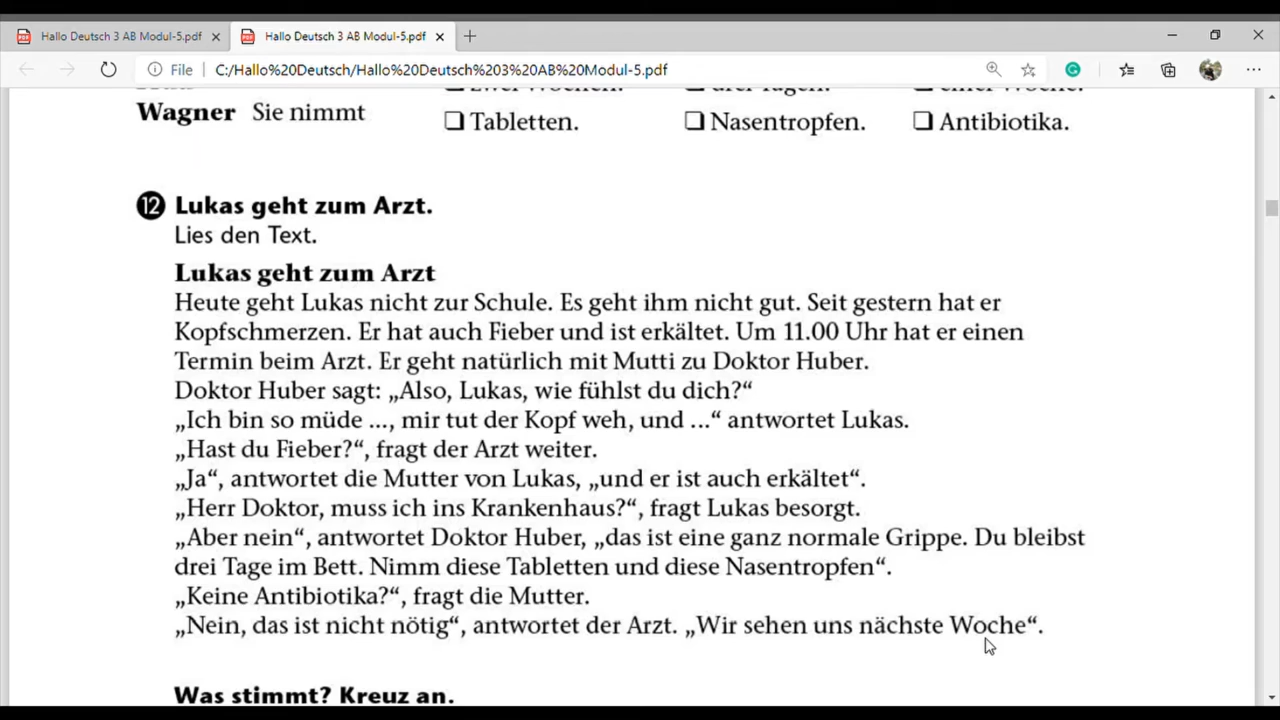 Hallo Deutsch 3 AB Modul-5.pdf
Hallo Deutsch 3 AB Modul-5.pdf
File
C:/Hallo%20Deutsch/Hallo%20Deutsch%203%20AB%20Modul-5.pdf
zwei Wochen. drei Tagen. einer Woche.
Wagner Sie nimmt
Tabletten. Nasentropfen. Antibiotika.
12 Lukas geht zum Arzt.
Lies den Text.
Lukas geht zum Arzt
Heute geht Lukas nicht zur Schule. Es geht ihm nicht gut. Seit gestern hat er
Kopfschmerzen. Er hat auch Fieber und ist erkältet. Um 11.00 Uhr hat er einen
Termin beim Arzt. Er geht natürlich mit Mutti zu Doktor Huber.
Doktor Huber sagt: „Also, Lukas, wie fühlst du dich?“
„Ich bin so müde ..., mir tut der Kopf weh, und ...“ antwortet Lukas.
„Hast du Fieber?“, fragt der Arzt weiter.
„Ja“, antwortet die Mutter von Lukas, „und er ist auch erkältet“.
„Herr Doktor, muss ich ins Krankenhaus?“, fragt Lukas besorgt.
„Aber nein“, antwortet Doktor Huber, „das ist eine ganz normale Grippe. Du bleibst
drei Tage im Bett. Nimm diese Tabletten und diese Nasentropfen“.
„Keine Antibiotika?“, fragt die Mutter.
„Nein, das ist nicht nötig“, antwortet der Arzt. „Wir sehen uns nächste Woche“.
Was stimmt? Kreuz an.